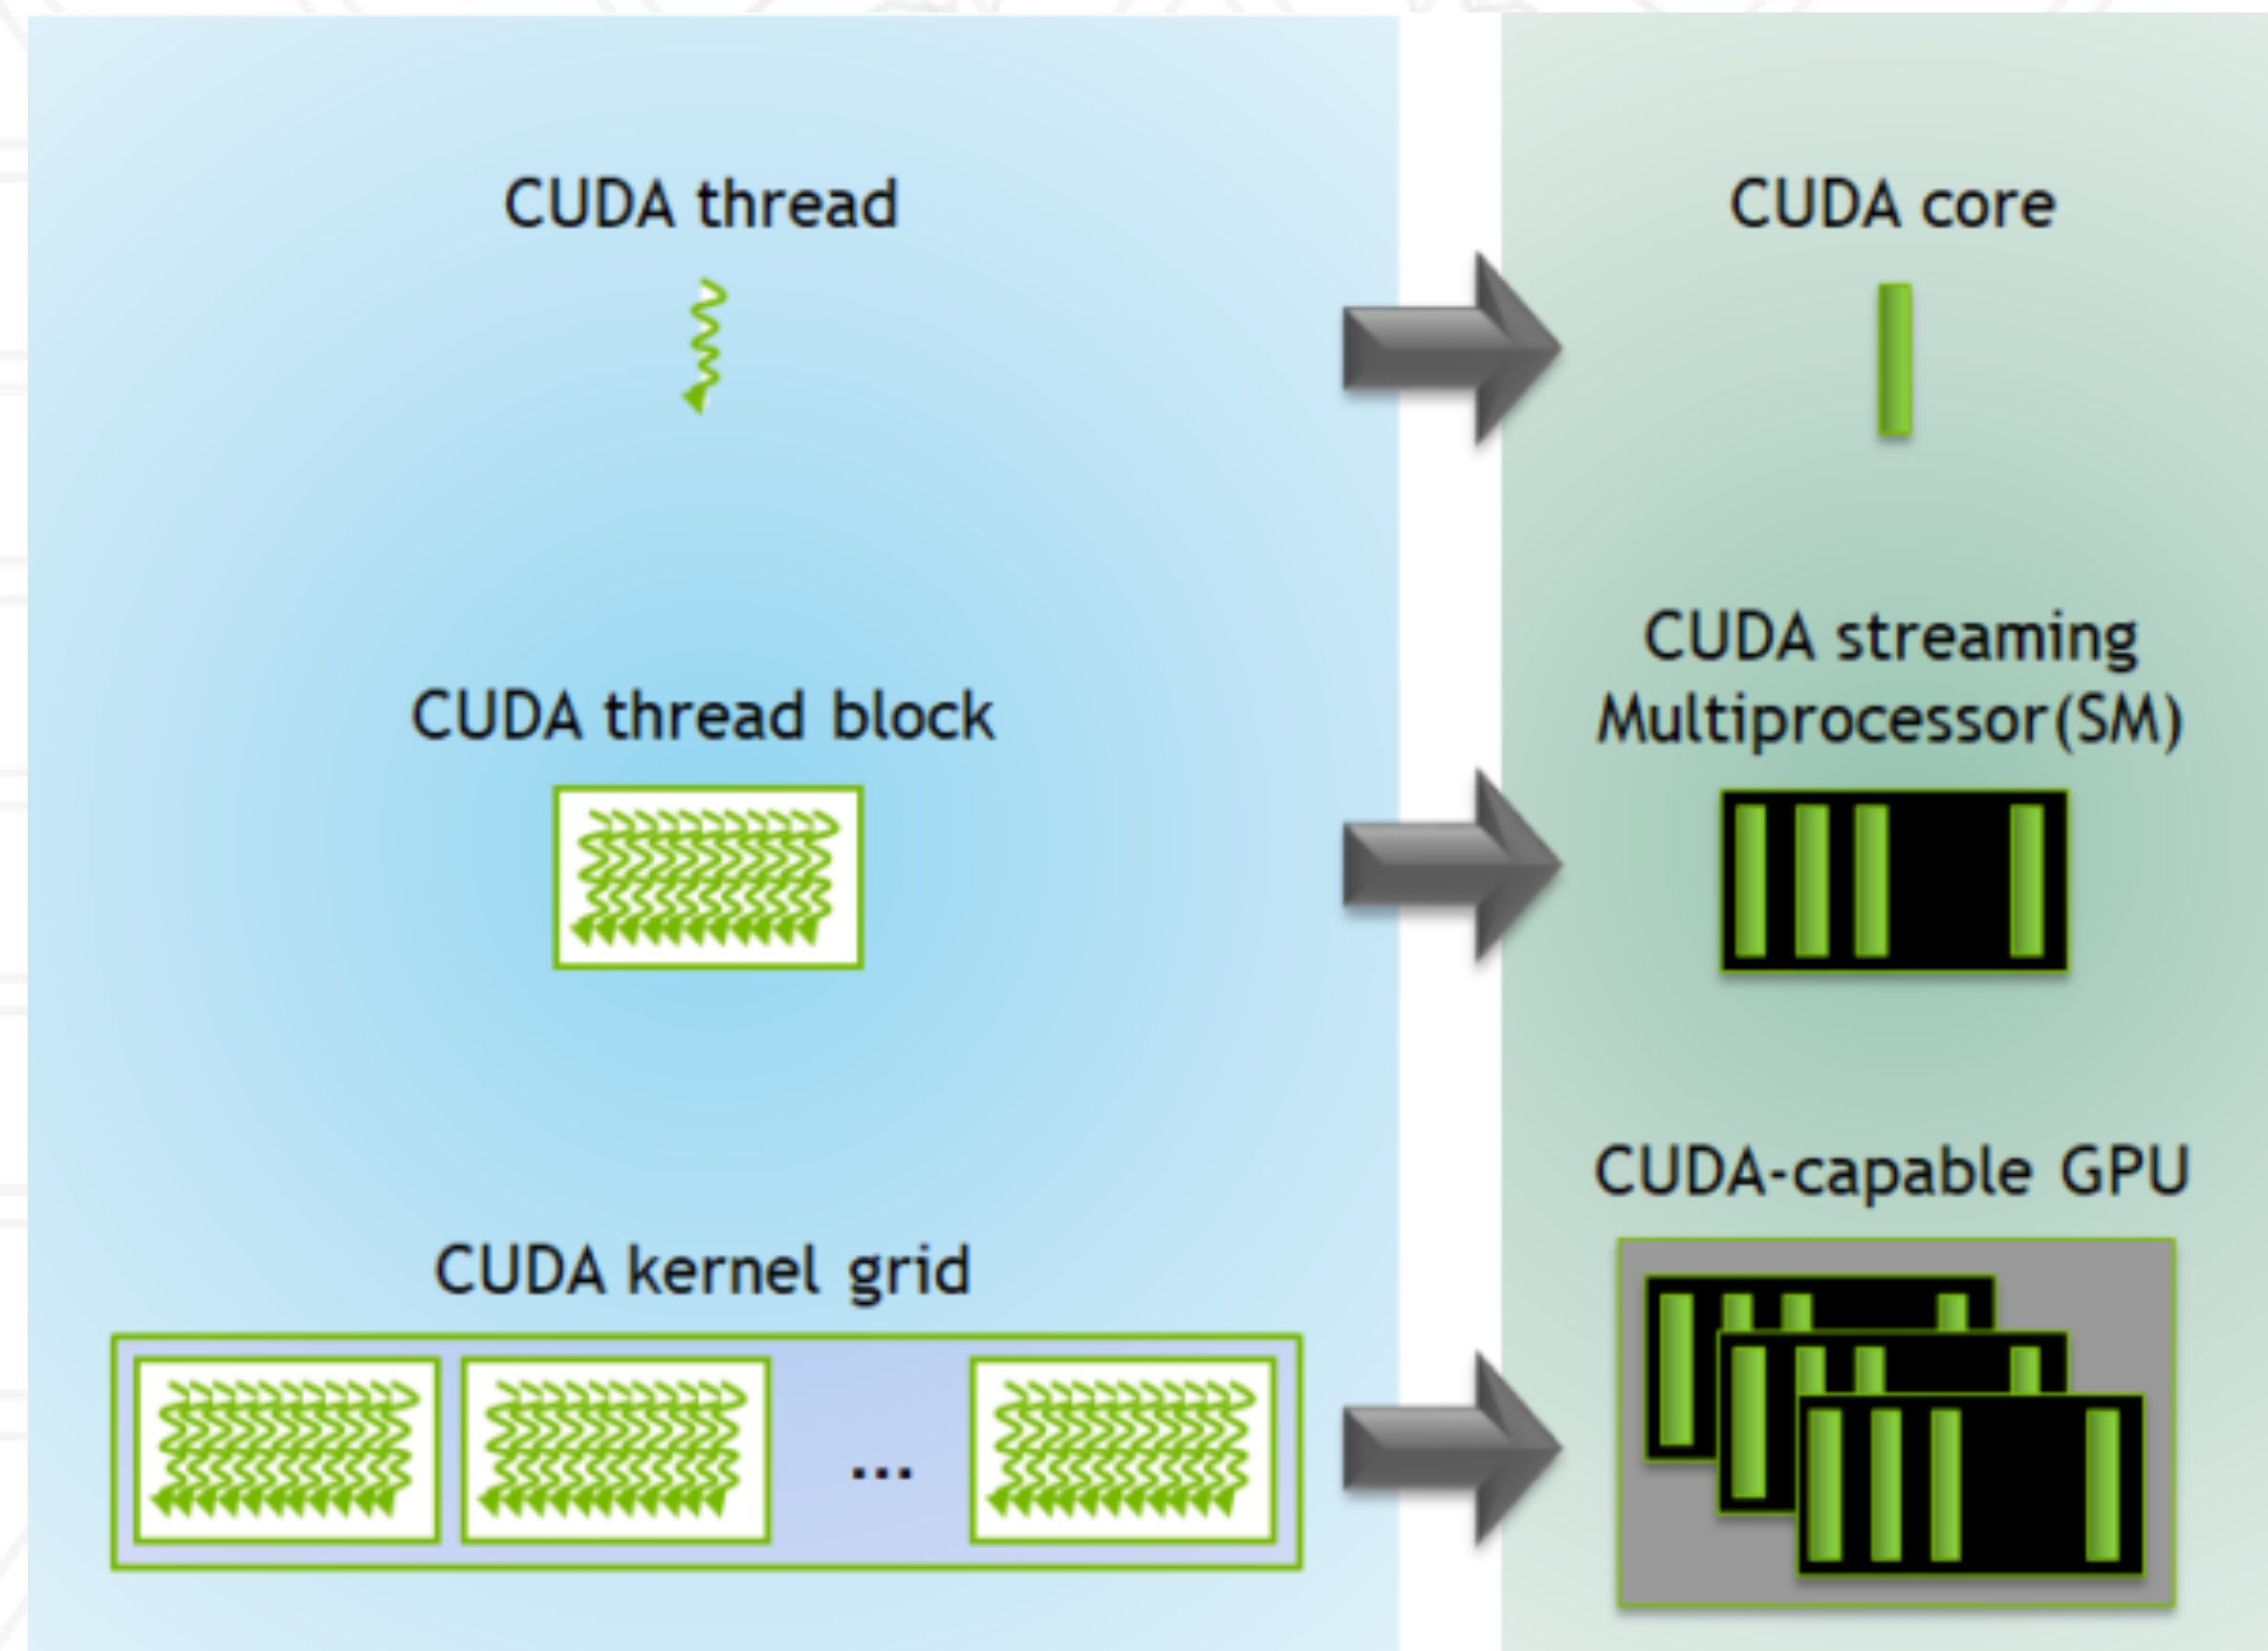 CUDA thread
CUDA core
CUDA thread block
CUDA streaming
Multiprocessor(SM)
CUDA kernel grid
...
CUDA-capable GPU